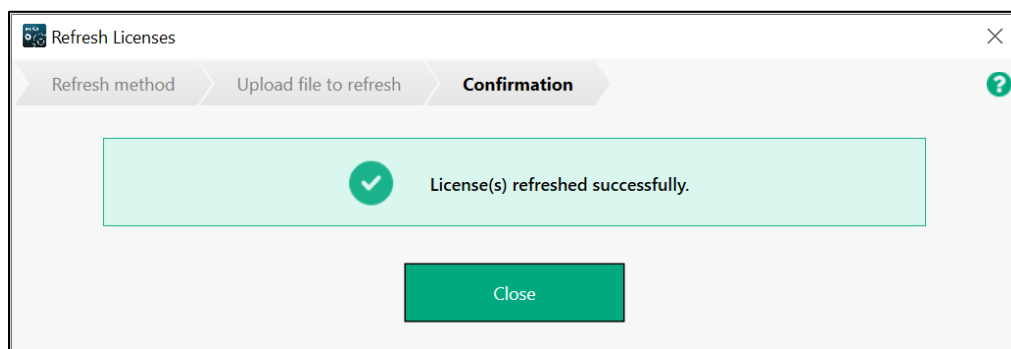 Refresh Licenses
Refresh method Upload file to refresh Confirmation
?
License(s) refreshed successfully.
Close